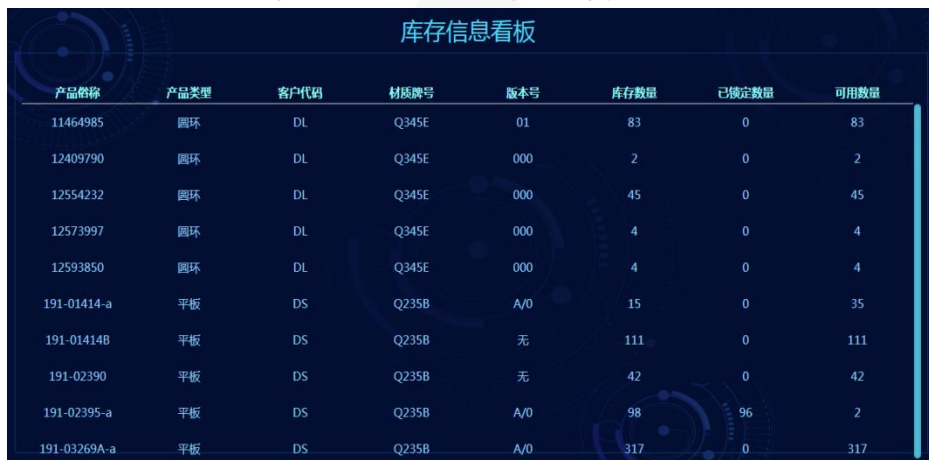 库存信息看板
产品俗称 产品类型 客户代码 材质牌号 版本号 库存数量 已锁定数量 可用数量
11464985 圆环 DL Q345E 01 83 0 83
12409790 圆环 DL Q345E 000 2 0 2
12554232 圆环 DL Q345E 000 45 0 45
12573997 圆环 DL Q345E 000 4 0 4
12593850 圆环 DL Q345E 000 4 0 4
191-01414-a 平板 DS Q235B A/0 15 0 35
191-01414B 平板 DS Q235B 无 111 0 111
191-02390 平板 DS Q235B 无 42 0 42
191-02395-a 平板 DS Q235B A/0 98 96 2
191-03269A-a 平板 DS Q235B A/0 317 0 317